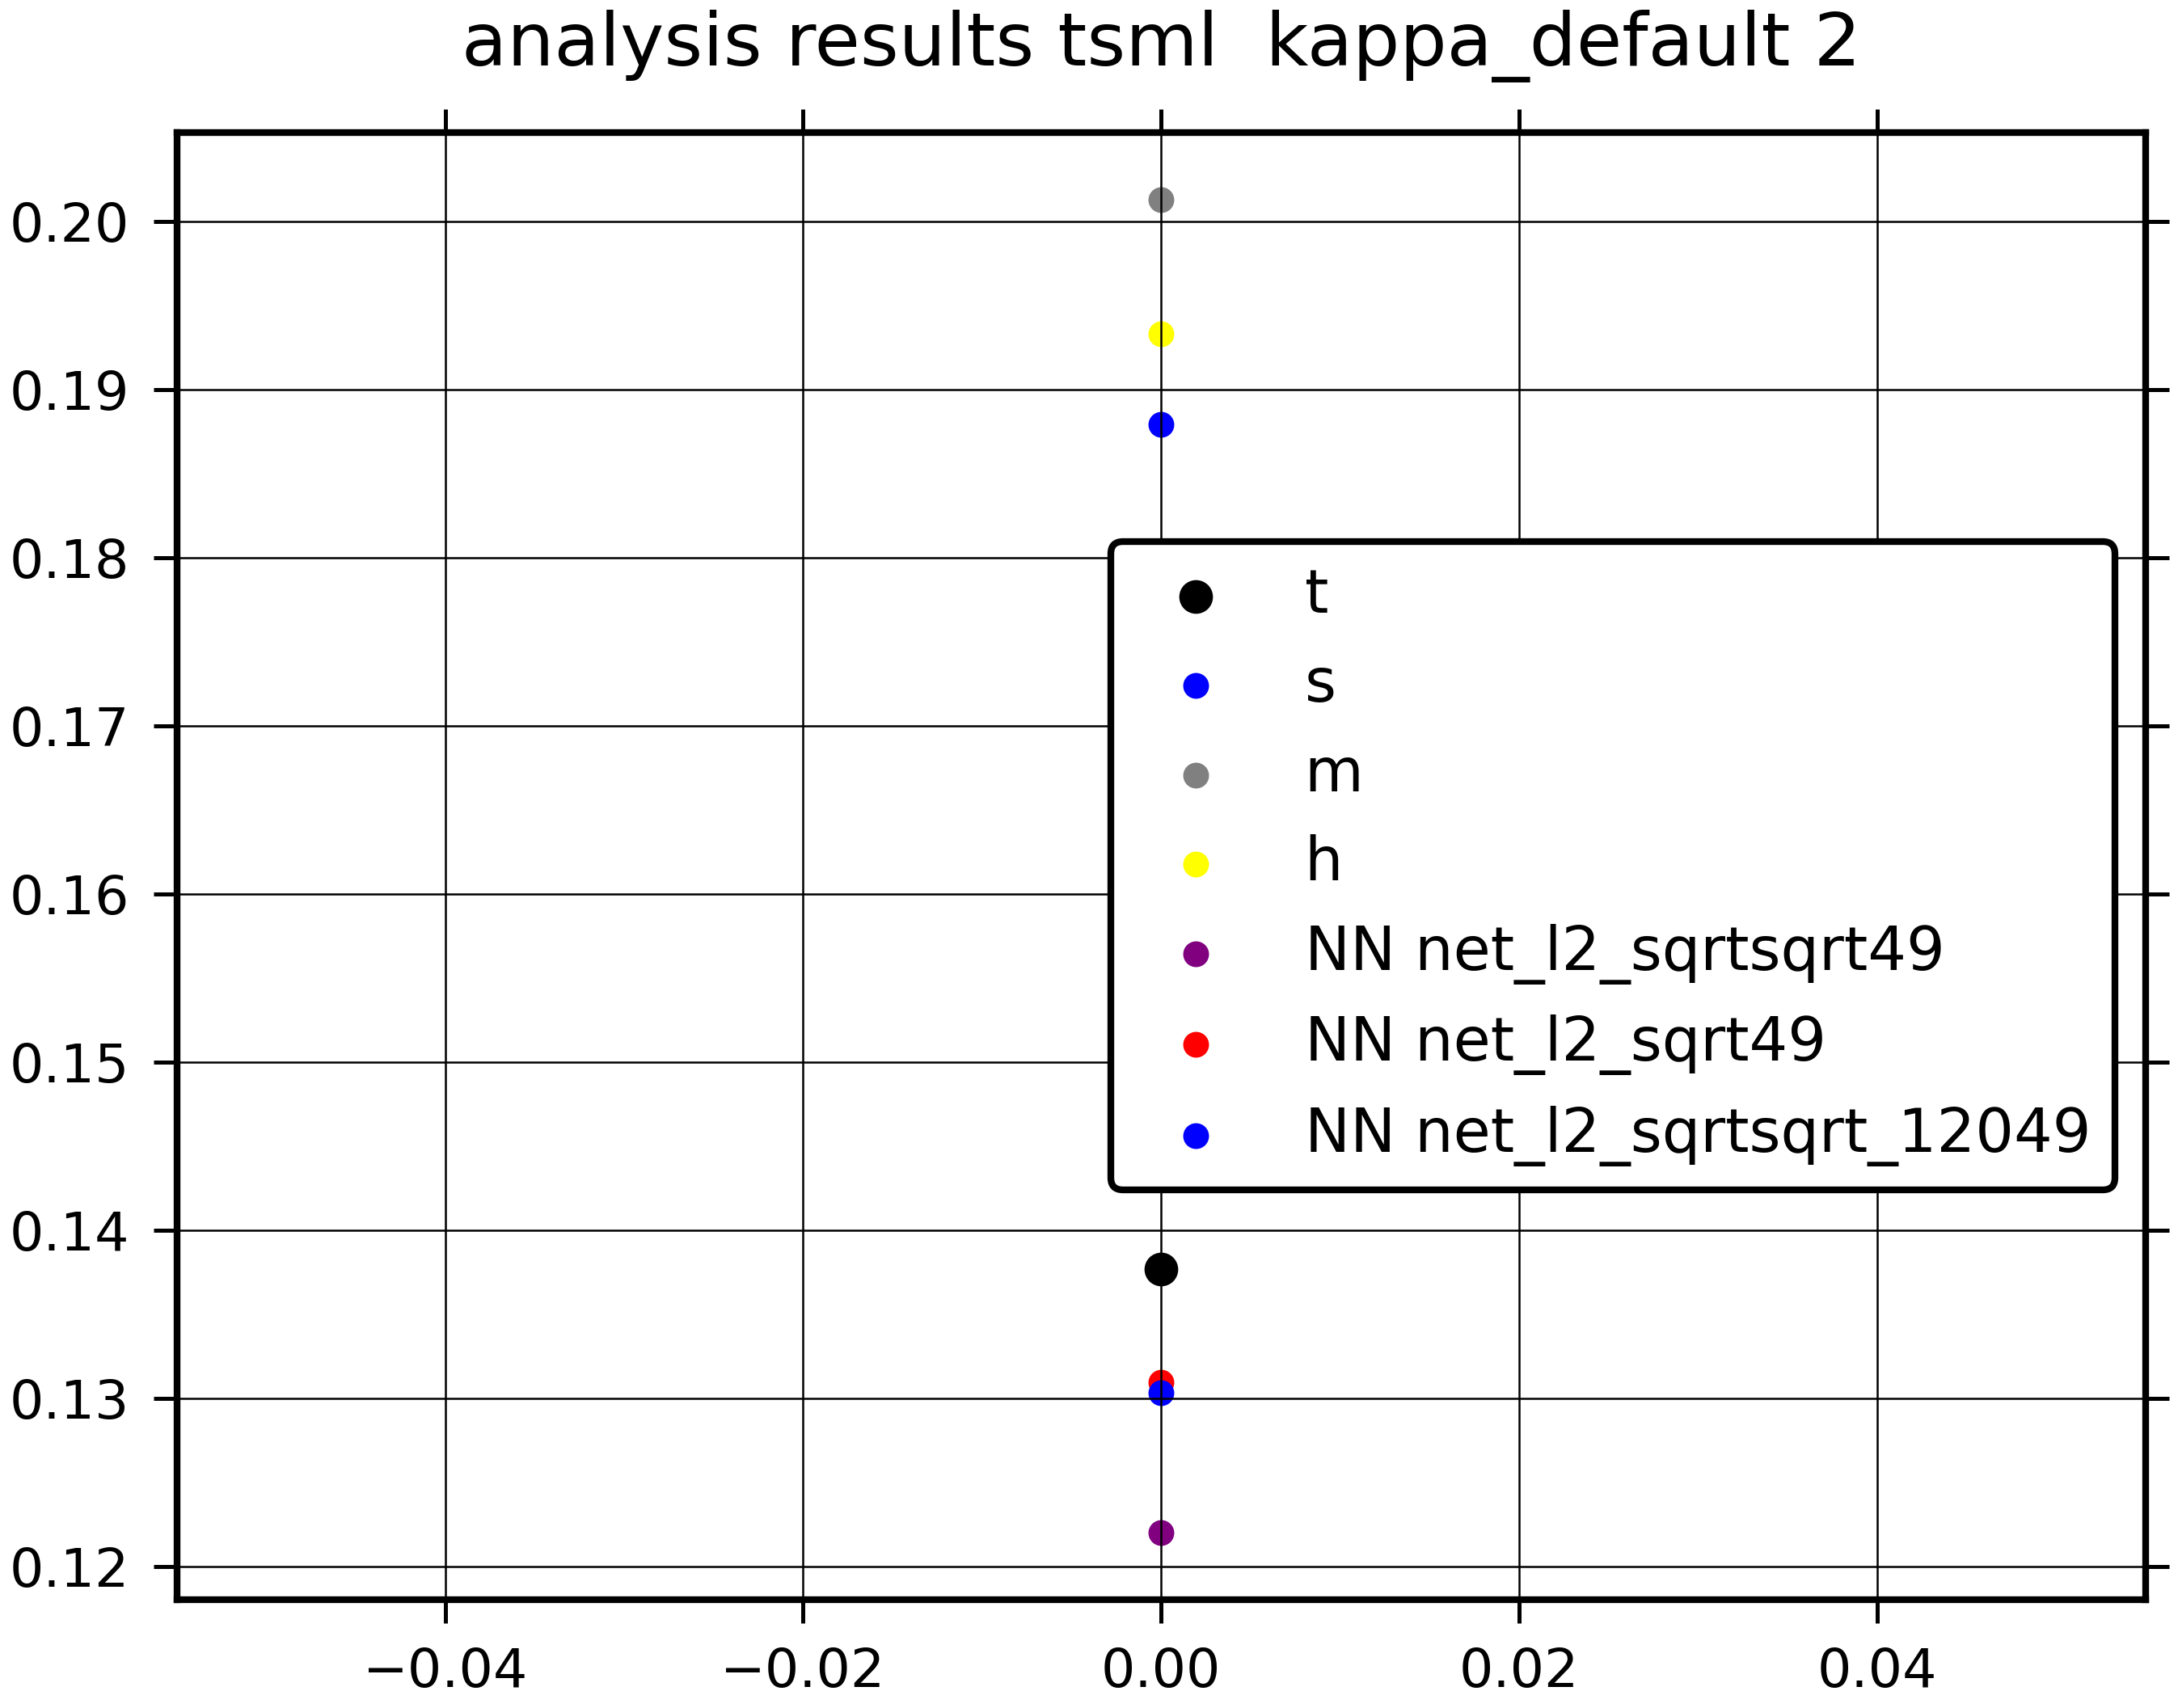 analysis results tsml  kappa_default 2
0.20
0.19
0.18
0.17
0.16
0.15
0.14
0.13
0.12
t
s
m
h
NN net_l2_sqrtsqrt49
NN net_l2_sqrt49
NN net_l2_sqrtsqrt_12049
−0.04
−0.02
0.00
0.02
0.04